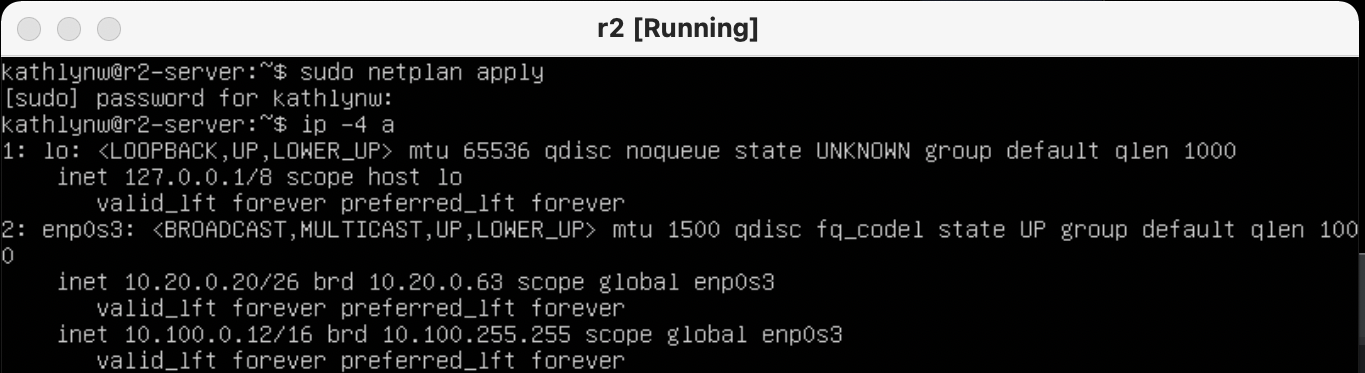 r2 [Running]
kathlynw@r2-server:~$ sudo netplan apply
[sudo] password for kathlynw:
kathlynw@r2-server:~$ ip -4 a
1: lo: <LOOPBACK,UP,LOWER_UP> mtu 65536 qdisc noqueue state UNKNOWN group default qlen 1000
    inet 127.0.0.1/8 scope host lo
       valid_lft forever preferred_lft forever
2: enp0s3: <BROADCAST,MULTICAST,UP,LOWER_UP> mtu 1500 qdisc fq_codel state UP group default qlen 100
0
    inet 10.20.0.20/26 brd 10.20.0.63 scope global enp0s3
       valid_lft forever preferred_lft forever
    inet 10.100.0.12/16 brd 10.100.255.255 scope global enp0s3
       valid_lft forever preferred_lft forever